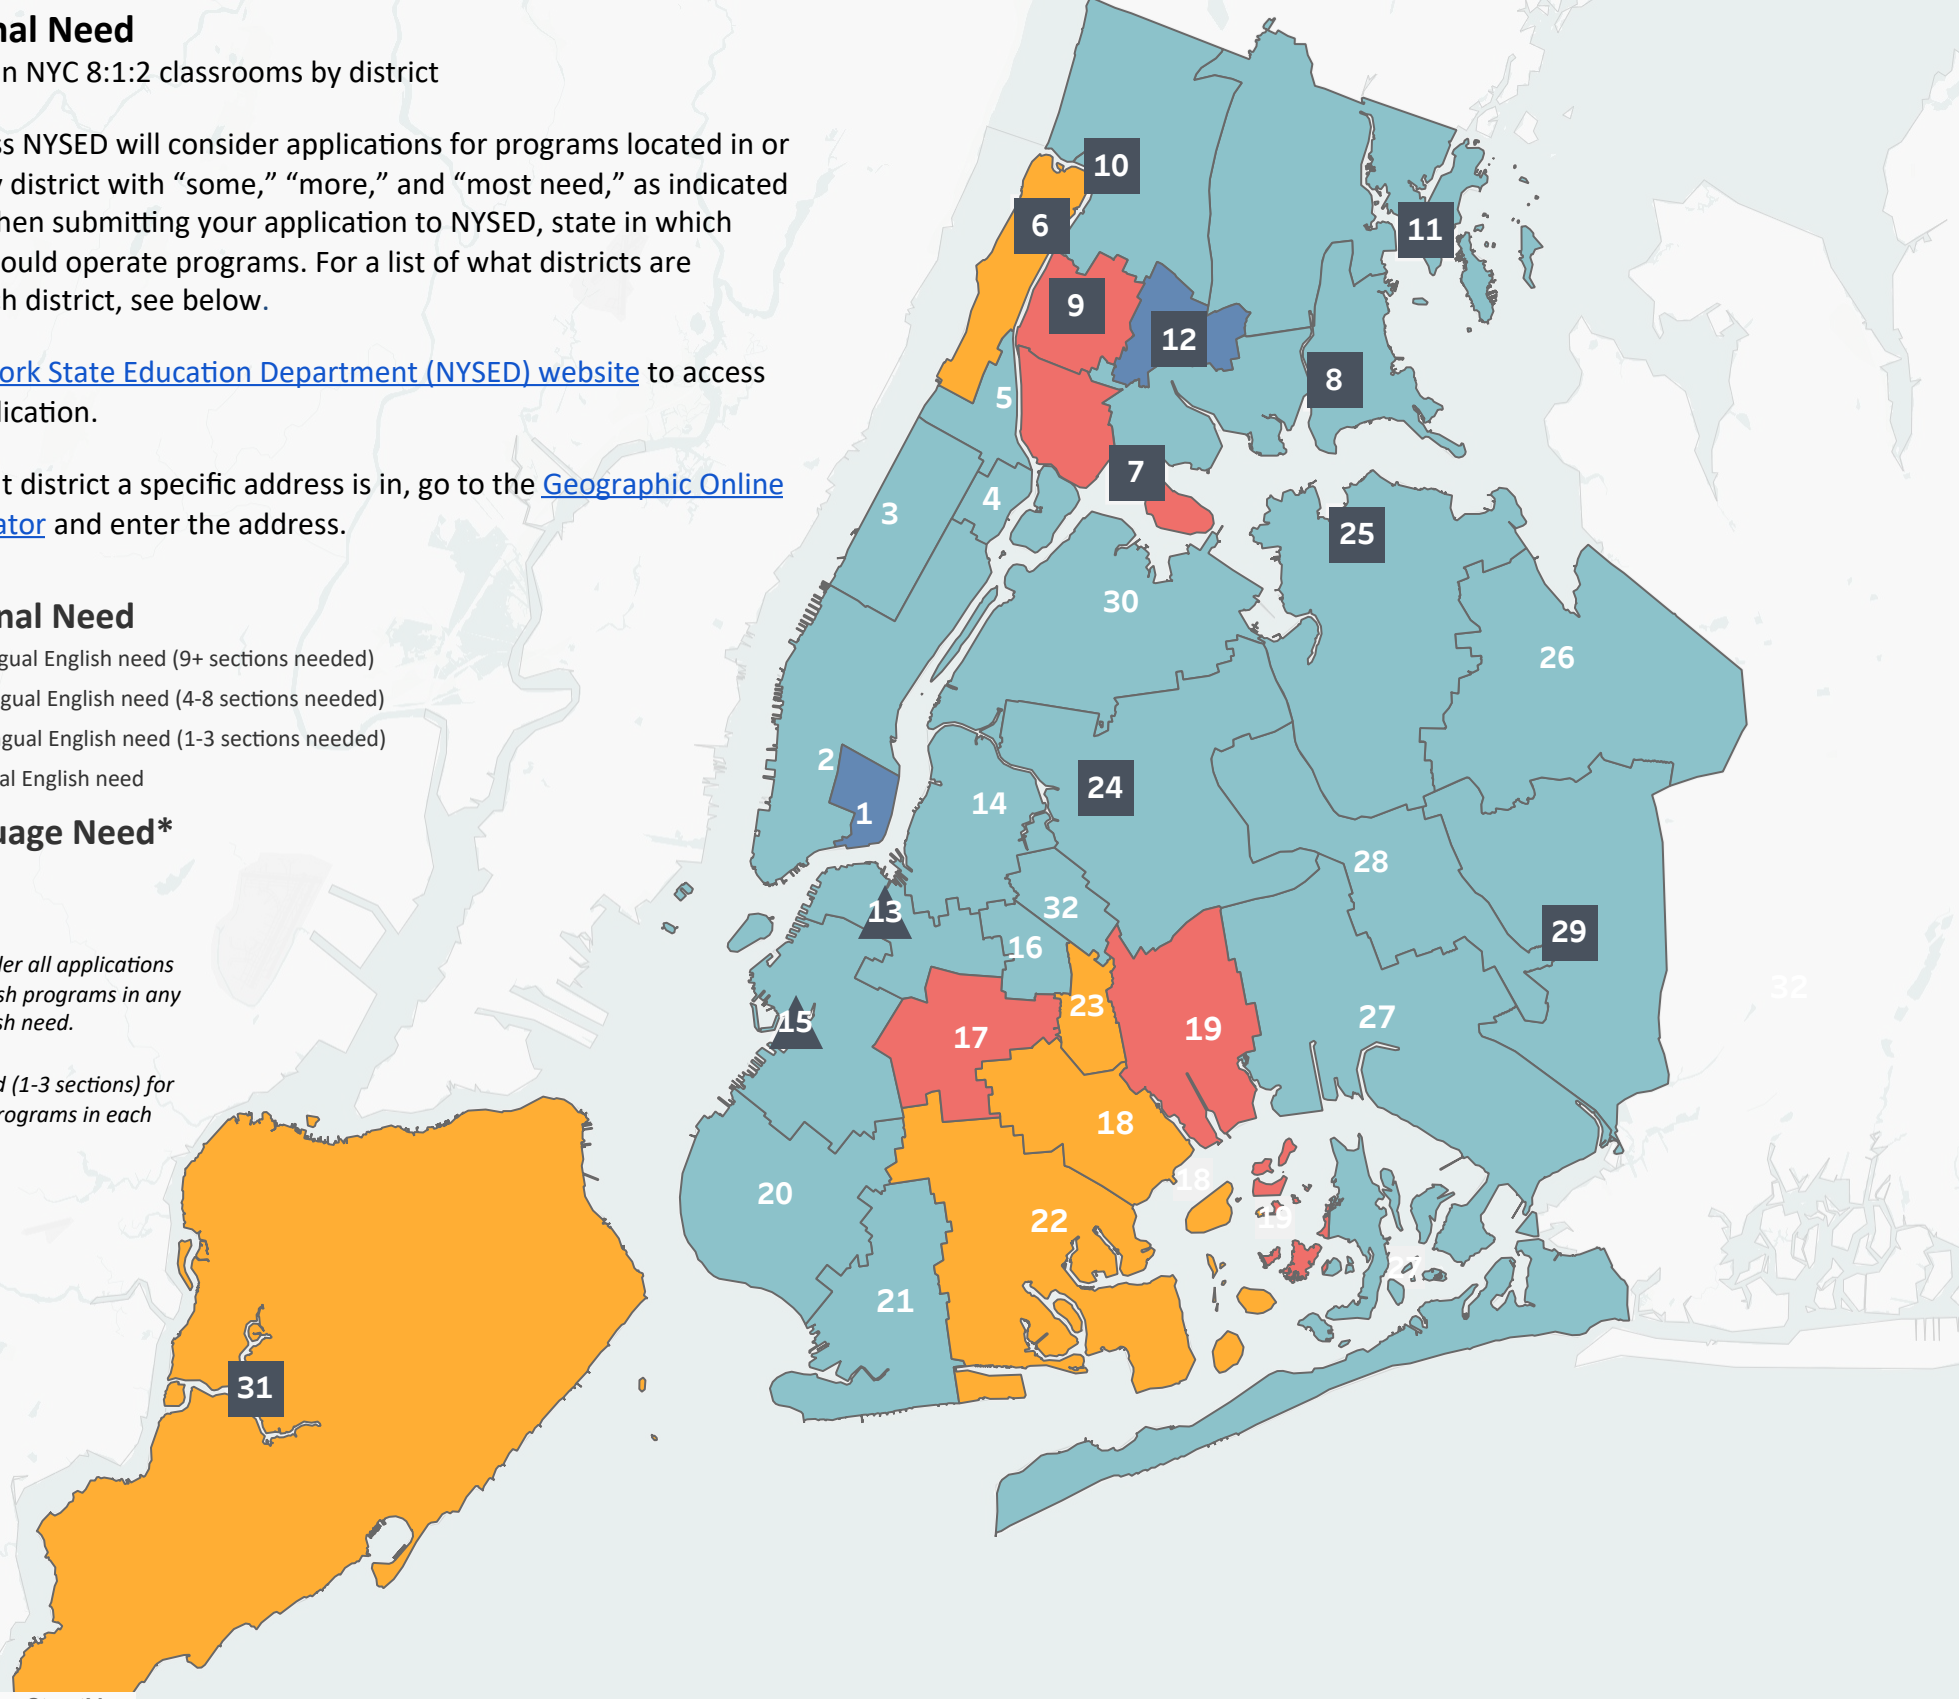 nal Need
n NYC 8:1:2 classrooms by district
ss NYSED will consider applications for programs located in or
y district with “some,” “more,” and “most need,” as indicated
hen submitting your application to NYSED, state in which
ould operate programs. For a list of what districts are
h district, see below.
ork State Education Department (NYSED) website to access
lication.
t district a specific address is in, go to the Geographic Online
ator and enter the address.
nal Need
gual English need (9+ sections needed)
gual English need (4-8 sections needed)
gual English need (1-3 sections needed)
al English need
uage Need*
der all applications
sh programs in any
sh need.
d (1-3 sections) for
rograms in each
10
6
11
9
12
8
5
7
4
3
25
30
26
2
24
14
1
28
32
13
29
16
32
23
15
27
19
17
18
18
20
19
22
27
21
31